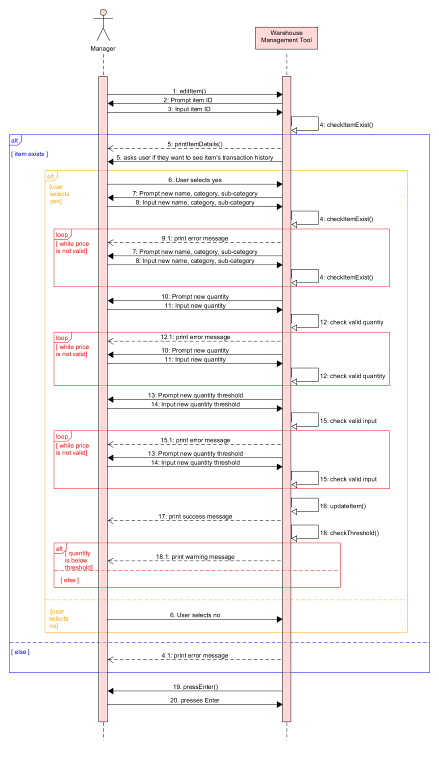 Manager
Warehouse
Management Tool
1: editItem()
2: Prompt item ID
3: Input item ID
4: checkItemExist()
alt
[ item exists ]
5: printItemDetails()
5. asks user if they want to see item's transaction history
alt
[user
selects
yes]
6. User selects yes
7: Prompt new name, category, sub-category
8: Input new name, category, sub-category
4: checkItemExist()
loop
[ while price
is not valid]
9.1: print error message
7: Prompt new name, category, sub-category
8: Input new name, category, sub-category
4: checkItemExist()
10: Prompt new quantity
11: Input new quantity
12: check valid quantiy
loop
[ while price
is not valid]
12.1: print error message
10: Prompt new quantity
11: Input new quantity
12: check valid quantity
13: Prompt new quantity threshold
14: Input new quantity threshold
15: check valid input
loop
[ while price
is not valid]
15.1: print error message
13: Prompt new quantity threshold
14: Input new quantity threshold
15: check valid input
16: updateItem()
17: print success message
18: checkThreshold()
alt
[ quantity
is below
threshold]
18.1: print warning message
[ else ]
[user
selects
no]
6. User selects no
[ else ]
4.1: print error message
19. pressEnter()
20. presses Enter